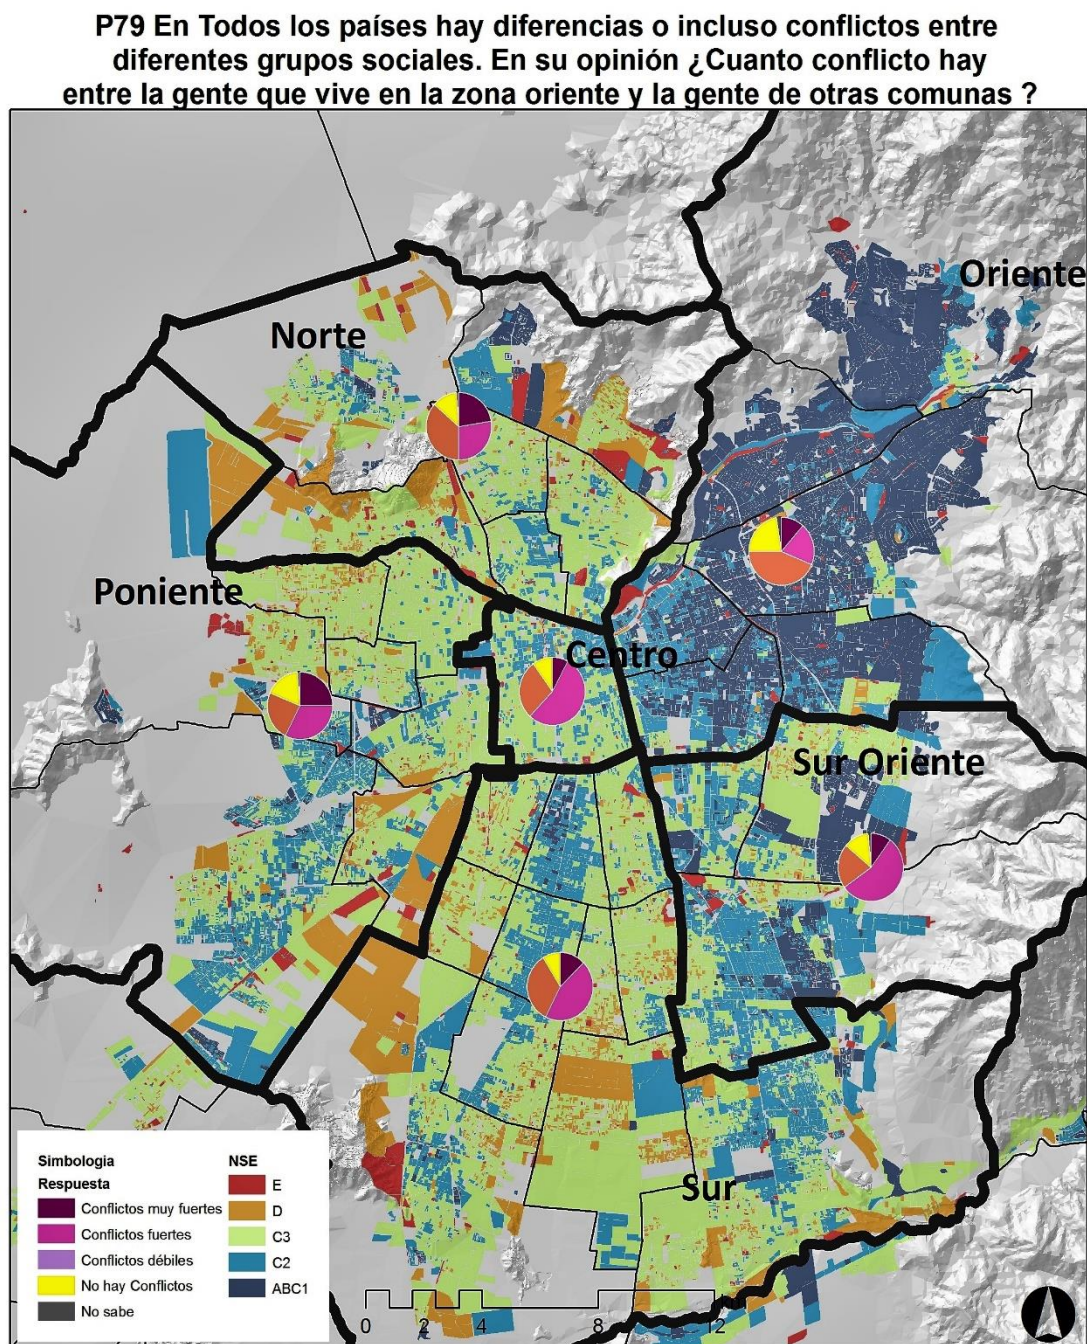 P79 En Todos los países hay diferencias o incluso conflictos entre
diferentes grupos sociales. En su opinión ¿Cuanto conflicto hay
entre la gente que vive en la zona oriente y la gente de otras comunas ?
Oriente
Norte
Poniente
Centro
Sur Oriente
Sur
Simbologia
Respuesta
Conflictos muy fuertes
Conflictos fuertes
Conflictos débiles
No hay Conflictos
No sabe
NSE
E
D
C3
C2
ABC1
0 2 4 8 12